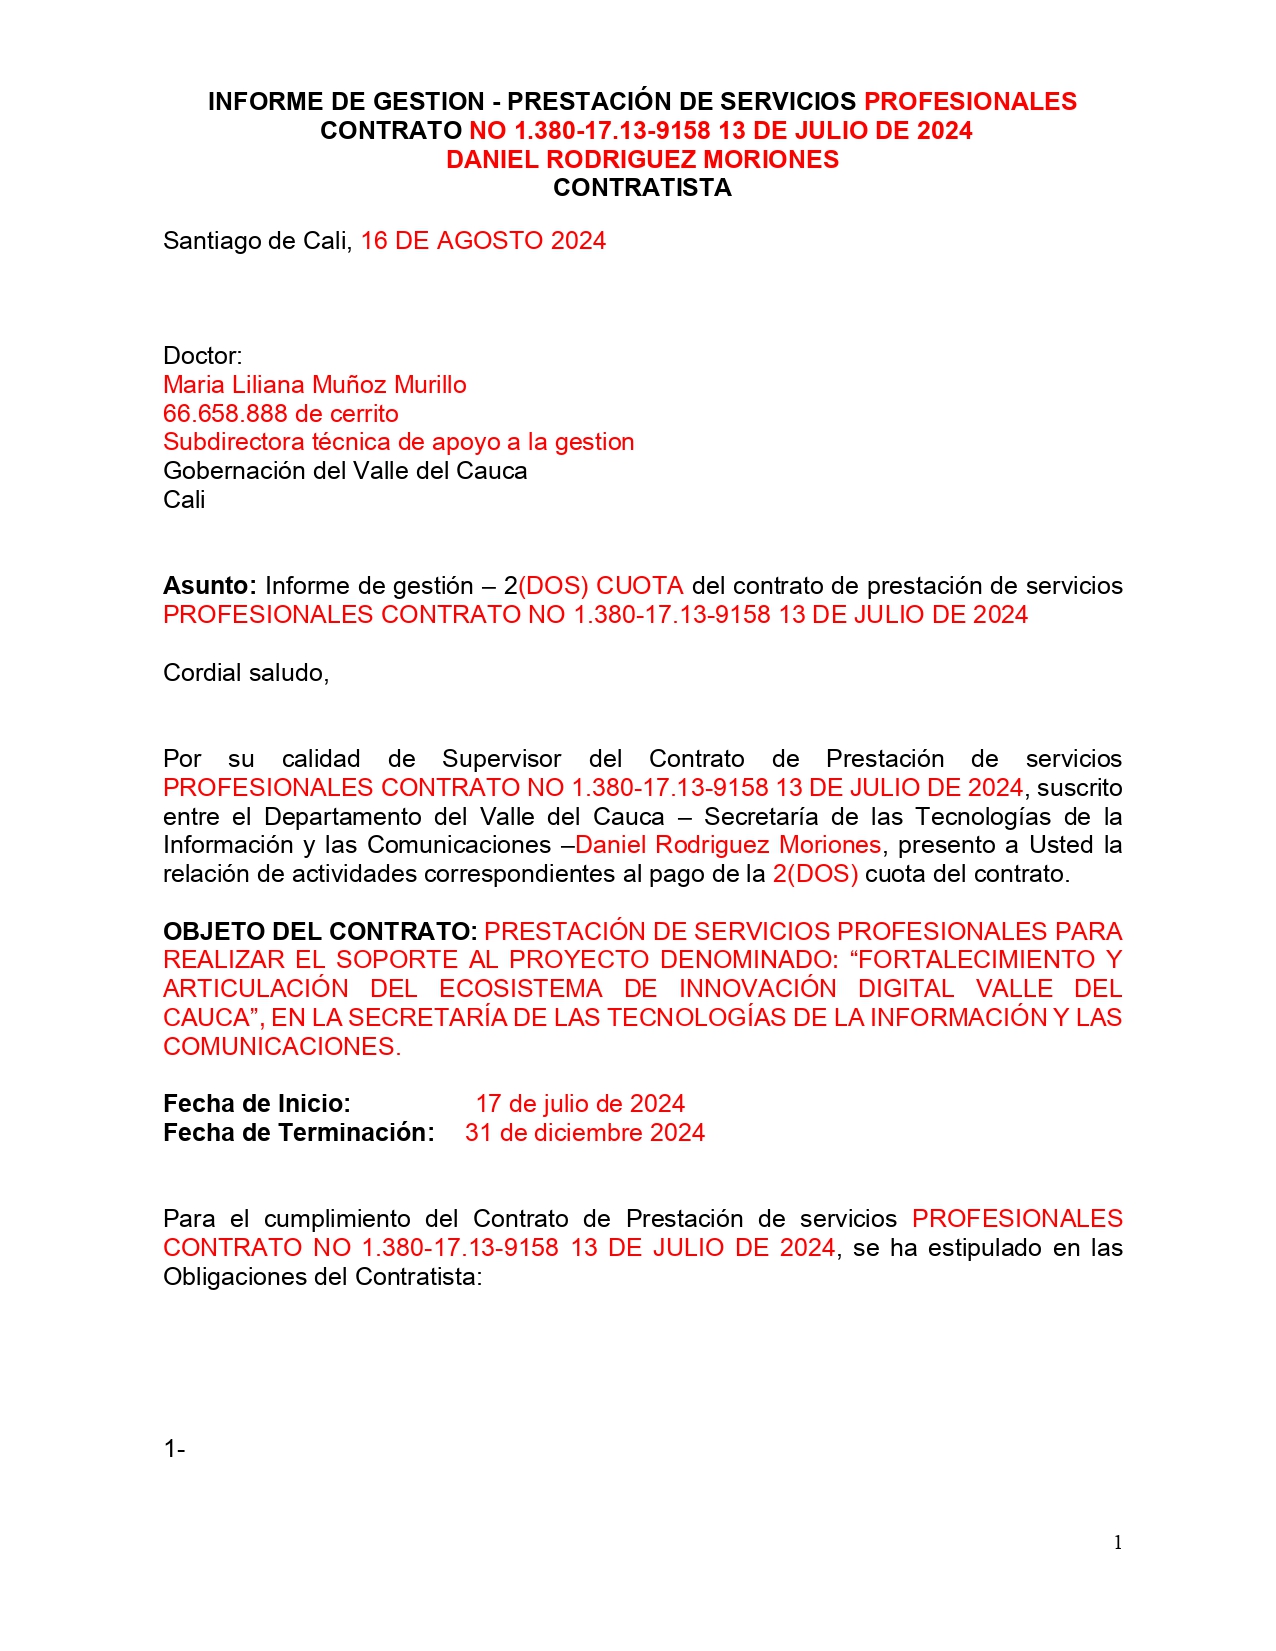 INFORME DE GESTION - PRESTACIÓN DE SERVICIOS PROFESIONALES
CONTRATO NO 1.380-17.13-9158 13 DE JULIO DE 2024
DANIEL RODRIGUEZ MORIONES
CONTRATISTA
Santiago de Cali, 16 DE AGOSTO 2024
Doctor:
Maria Liliana Muñoz Murillo
66.658.888 de cerrito
Subdirectora técnica de apoyo a la gestion
Gobernación del Valle del Cauca
Cali
Asunto: Informe de gestión – 2(DOS) CUOTA del contrato de prestación de servicios
PROFESIONALES CONTRATO NO 1.380-17.13-9158 13 DE JULIO DE 2024
Cordial saludo,
Por su calidad de Supervisor del Contrato de Prestación de servicios
PROFESIONALES CONTRATO NO 1.380-17.13-9158 13 DE JULIO DE 2024, suscrito
entre el Departamento del Valle del Cauca – Secretaría de las Tecnologías de la
Información y las Comunicaciones –Daniel Rodriguez Moriones, presento a Usted la
relación de actividades correspondientes al pago de la 2(DOS) cuota del contrato.
OBJETO DEL CONTRATO: PRESTACIÓN DE SERVICIOS PROFESIONALES PARA
REALIZAR EL SOPORTE AL PROYECTO DENOMINADO: “FORTALECIMIENTO Y
ARTICULACIÓN DEL ECOSISTEMA DE INNOVACIÓN DIGITAL VALLE DEL
CAUCA”, EN LA SECRETARÍA DE LAS TECNOLOGÍAS DE LA INFORMACIÓN Y LAS
COMUNICACIONES.
Fecha de Inicio: 17 de julio de 2024
Fecha de Terminación: 31 de diciembre 2024
Para el cumplimiento del Contrato de Prestación de servicios PROFESIONALES
CONTRATO NO 1.380-17.13-9158 13 DE JULIO DE 2024, se ha estipulado en las
Obligaciones del Contratista:
1-
1